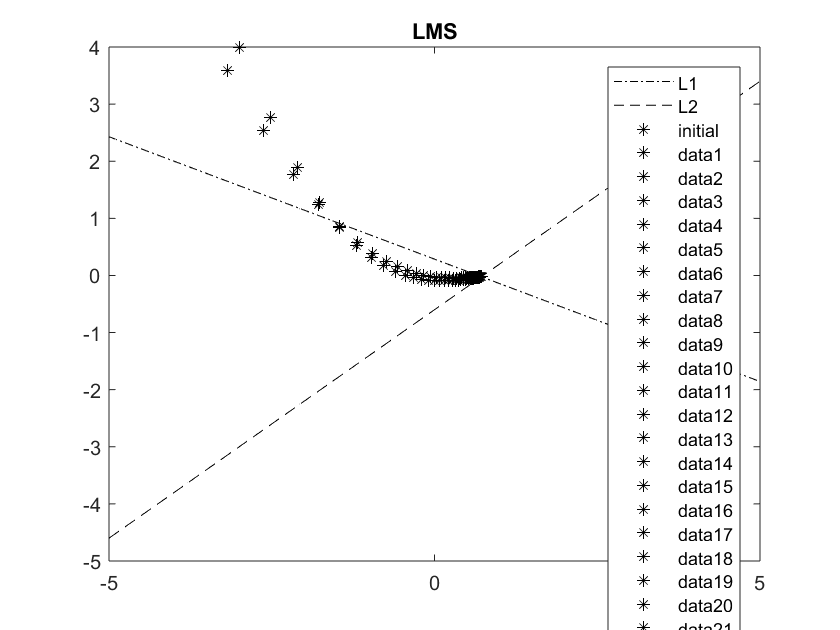 LMS
4
3
2
1
0
-1
-2
-3
-4
-5
-5
0
5
L1
L2
initial
data1
data2
data3
data4
data5
data6
data7
data8
data9
data10
data11
data12
data13
data14
data15
data16
data17
data18
data19
data20
data21